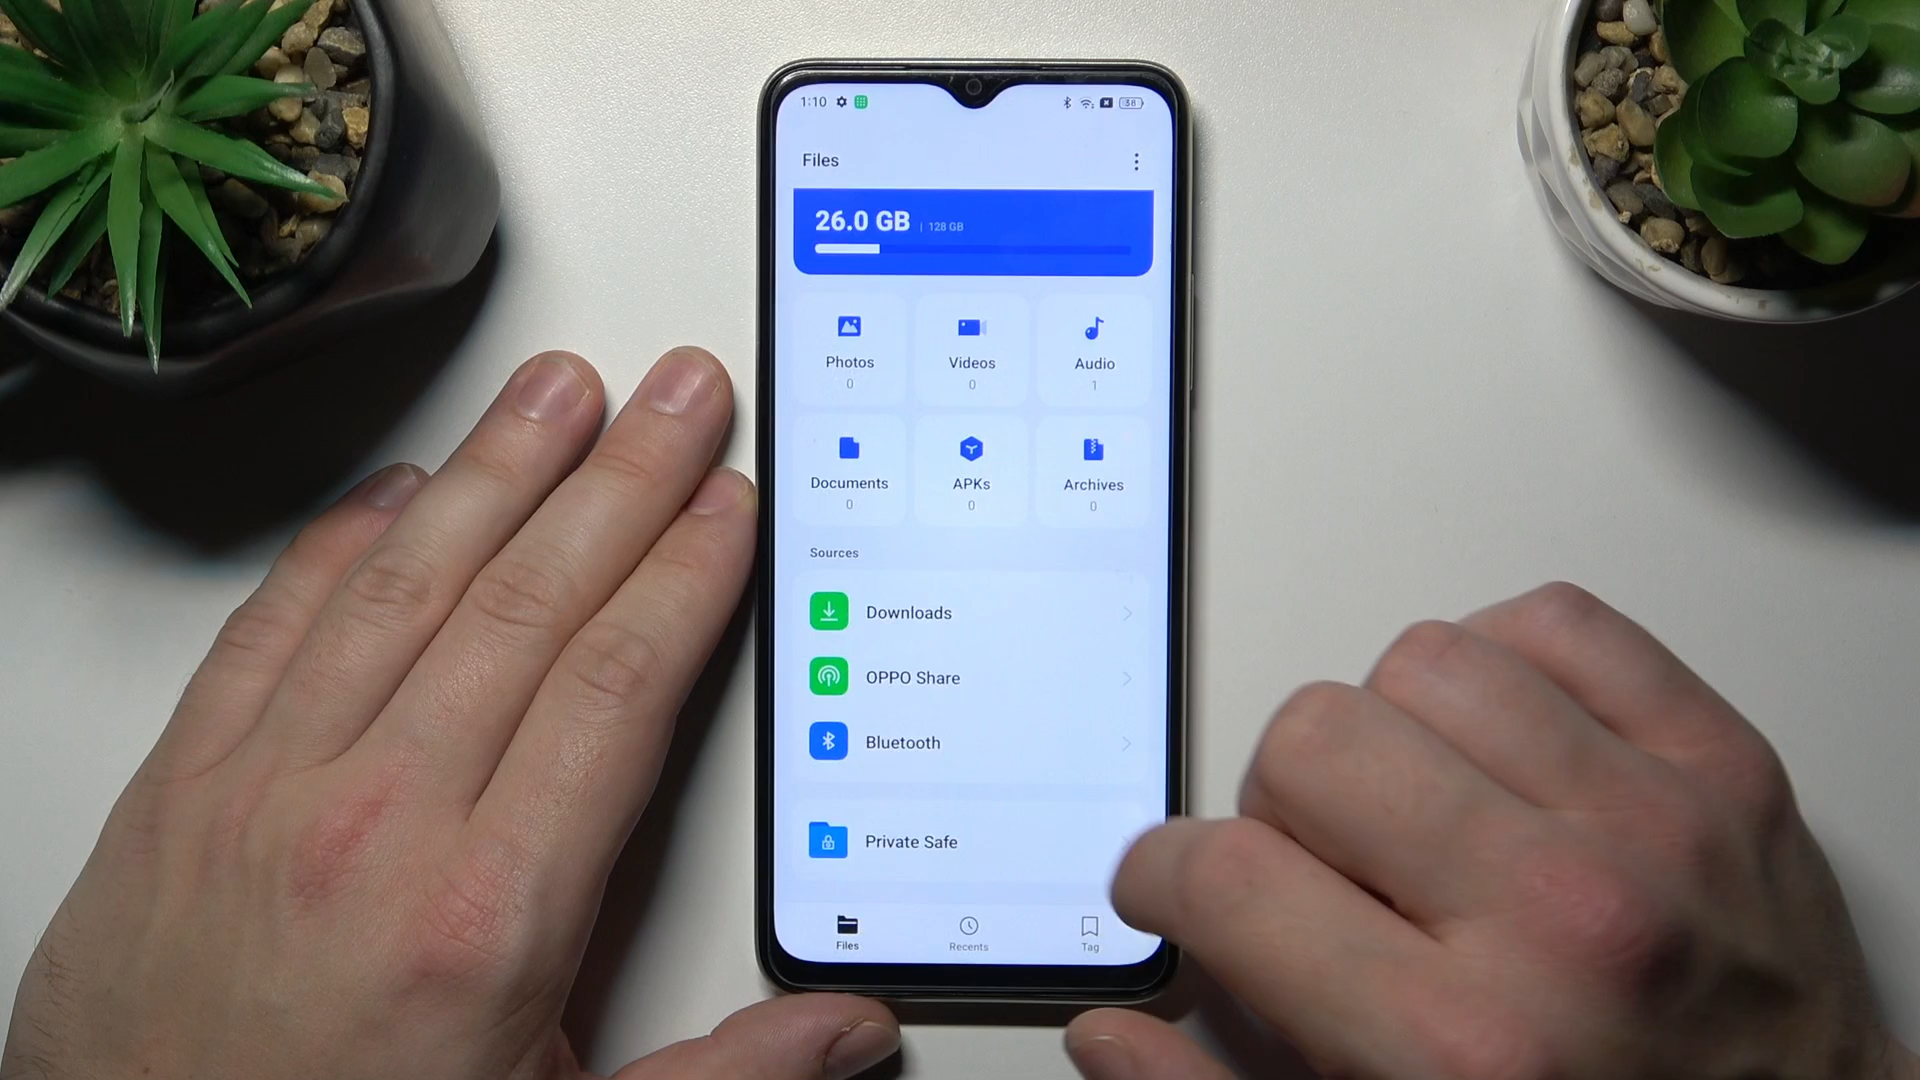 1:10
38
Files
26.0 GB | 128 GB
Photos Videos Audio
0 0 1
Documents APKs Archives
0 0 0
Sources
Downloads
OPPO Share
Bluetooth
Private Safe
Files Recents Tag